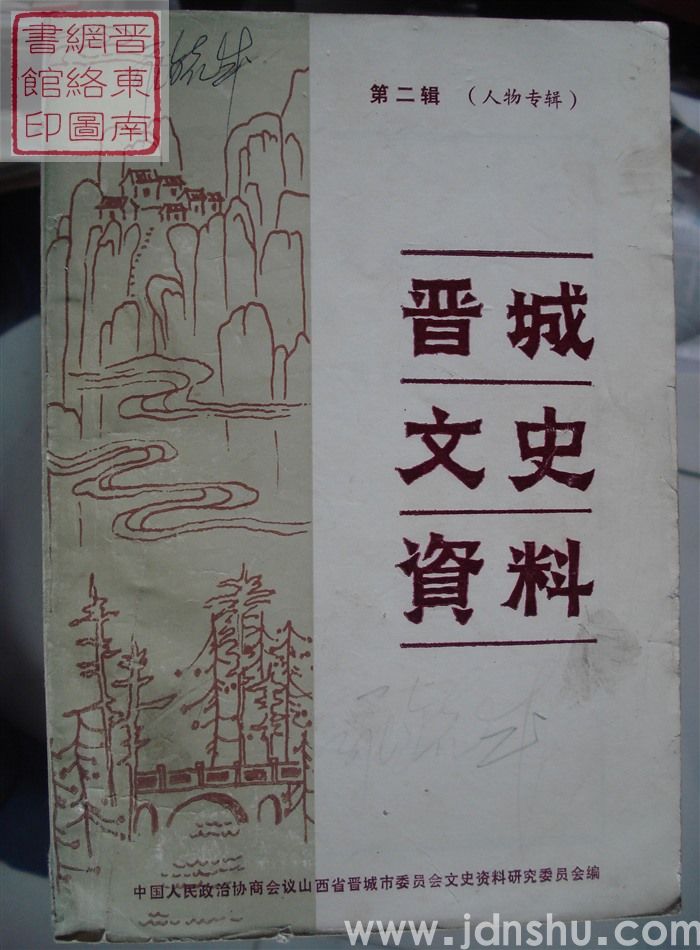 晋東南
網絡圖
書館印
第二辑 （人物专辑）
晋城
文史
資料
中国人民政治协商会议山西省晋城市委员会文史资料研究委员会编
www.jdnshu.com